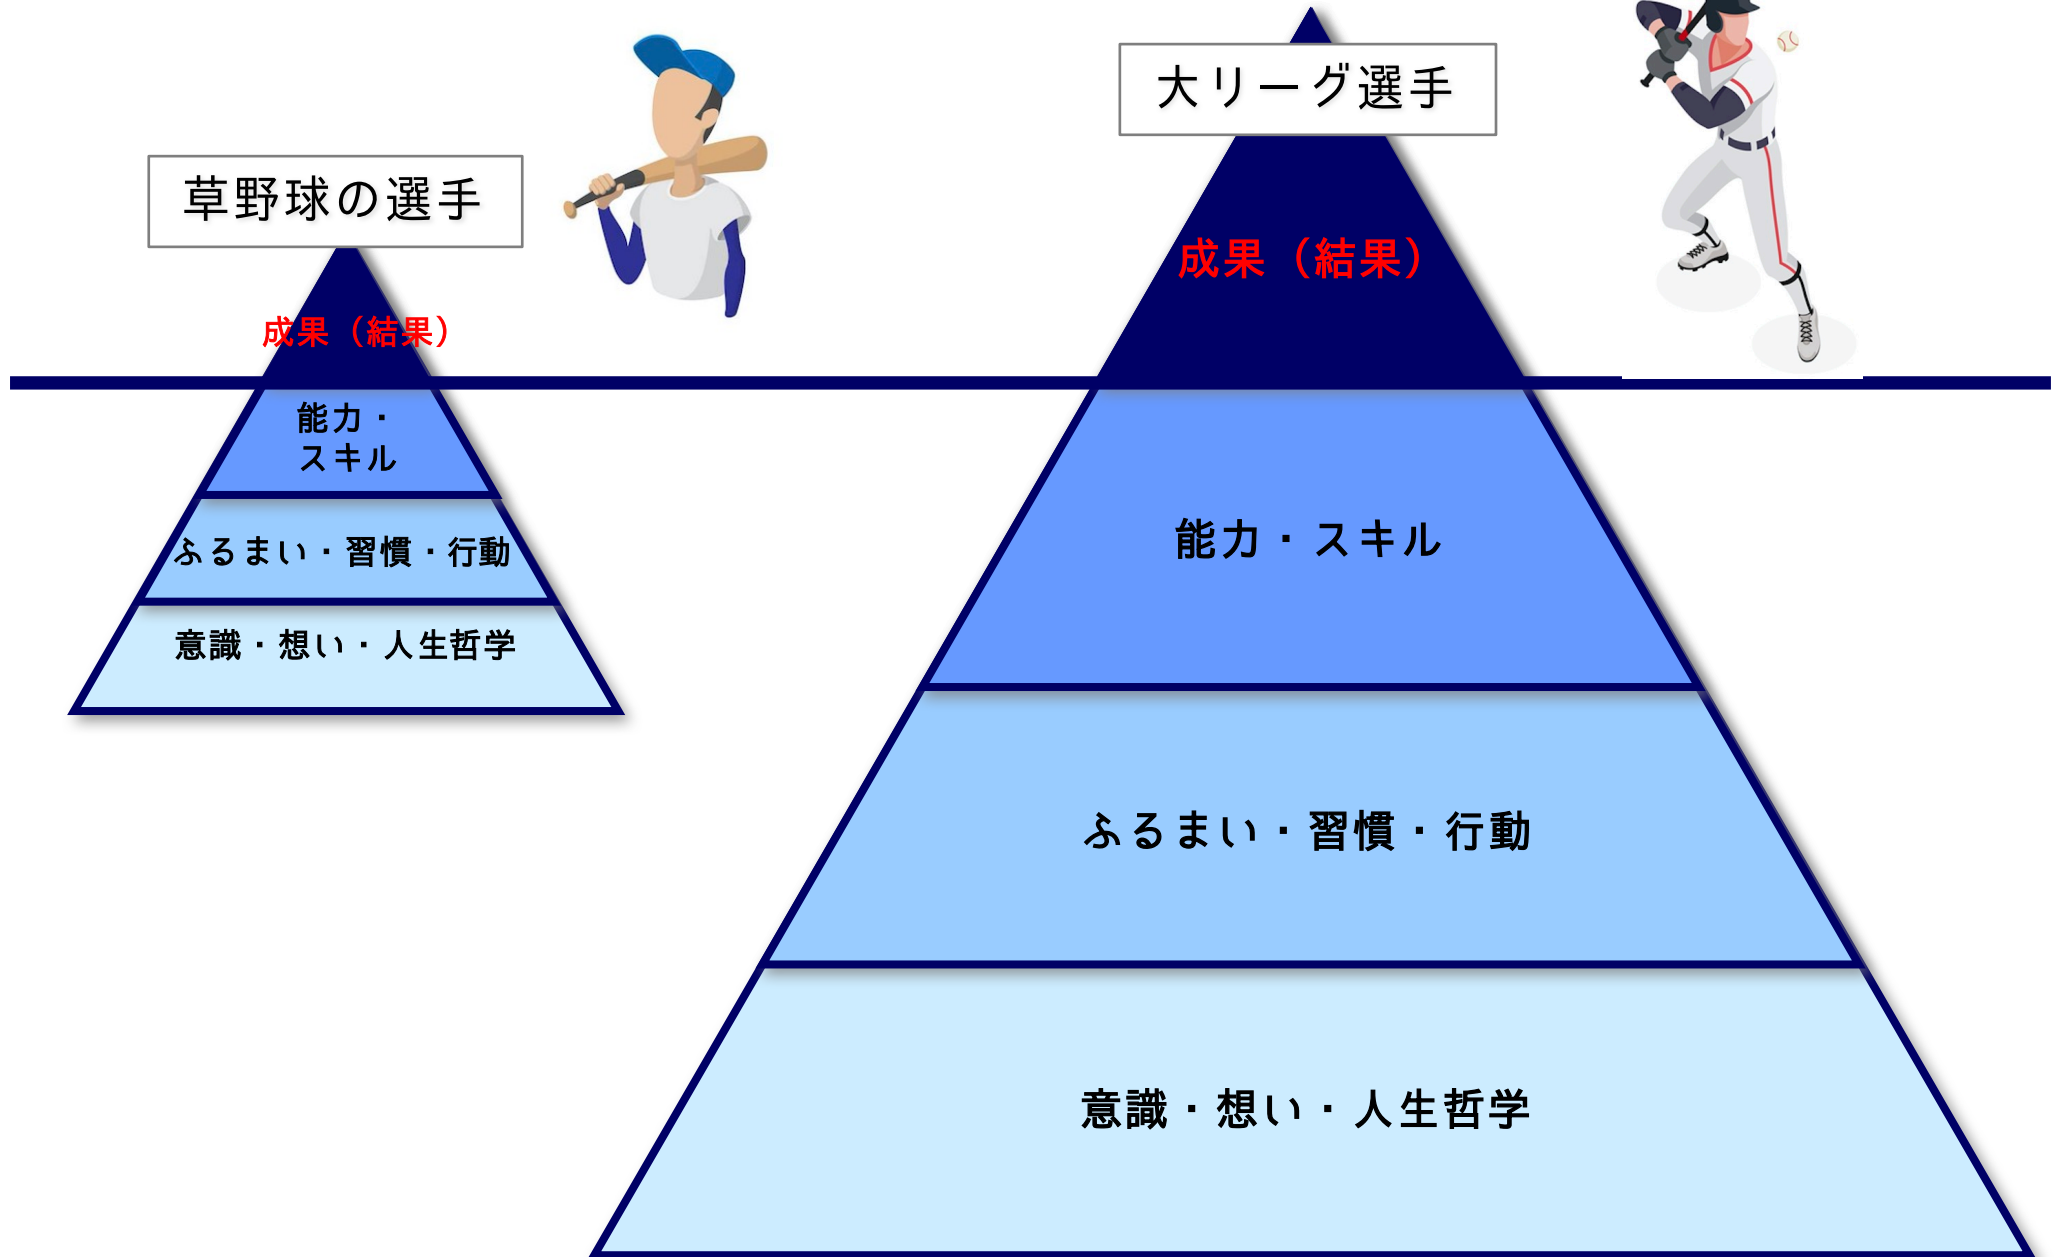 草野球の選手
成果（結果）
能力・
スキル
ふるまい・習慣・行動
意識・想い・人生哲学
大リーグ選手
成果（結果）
能力・スキル
ふるまい・習慣・行動
意識・想い・人生哲学